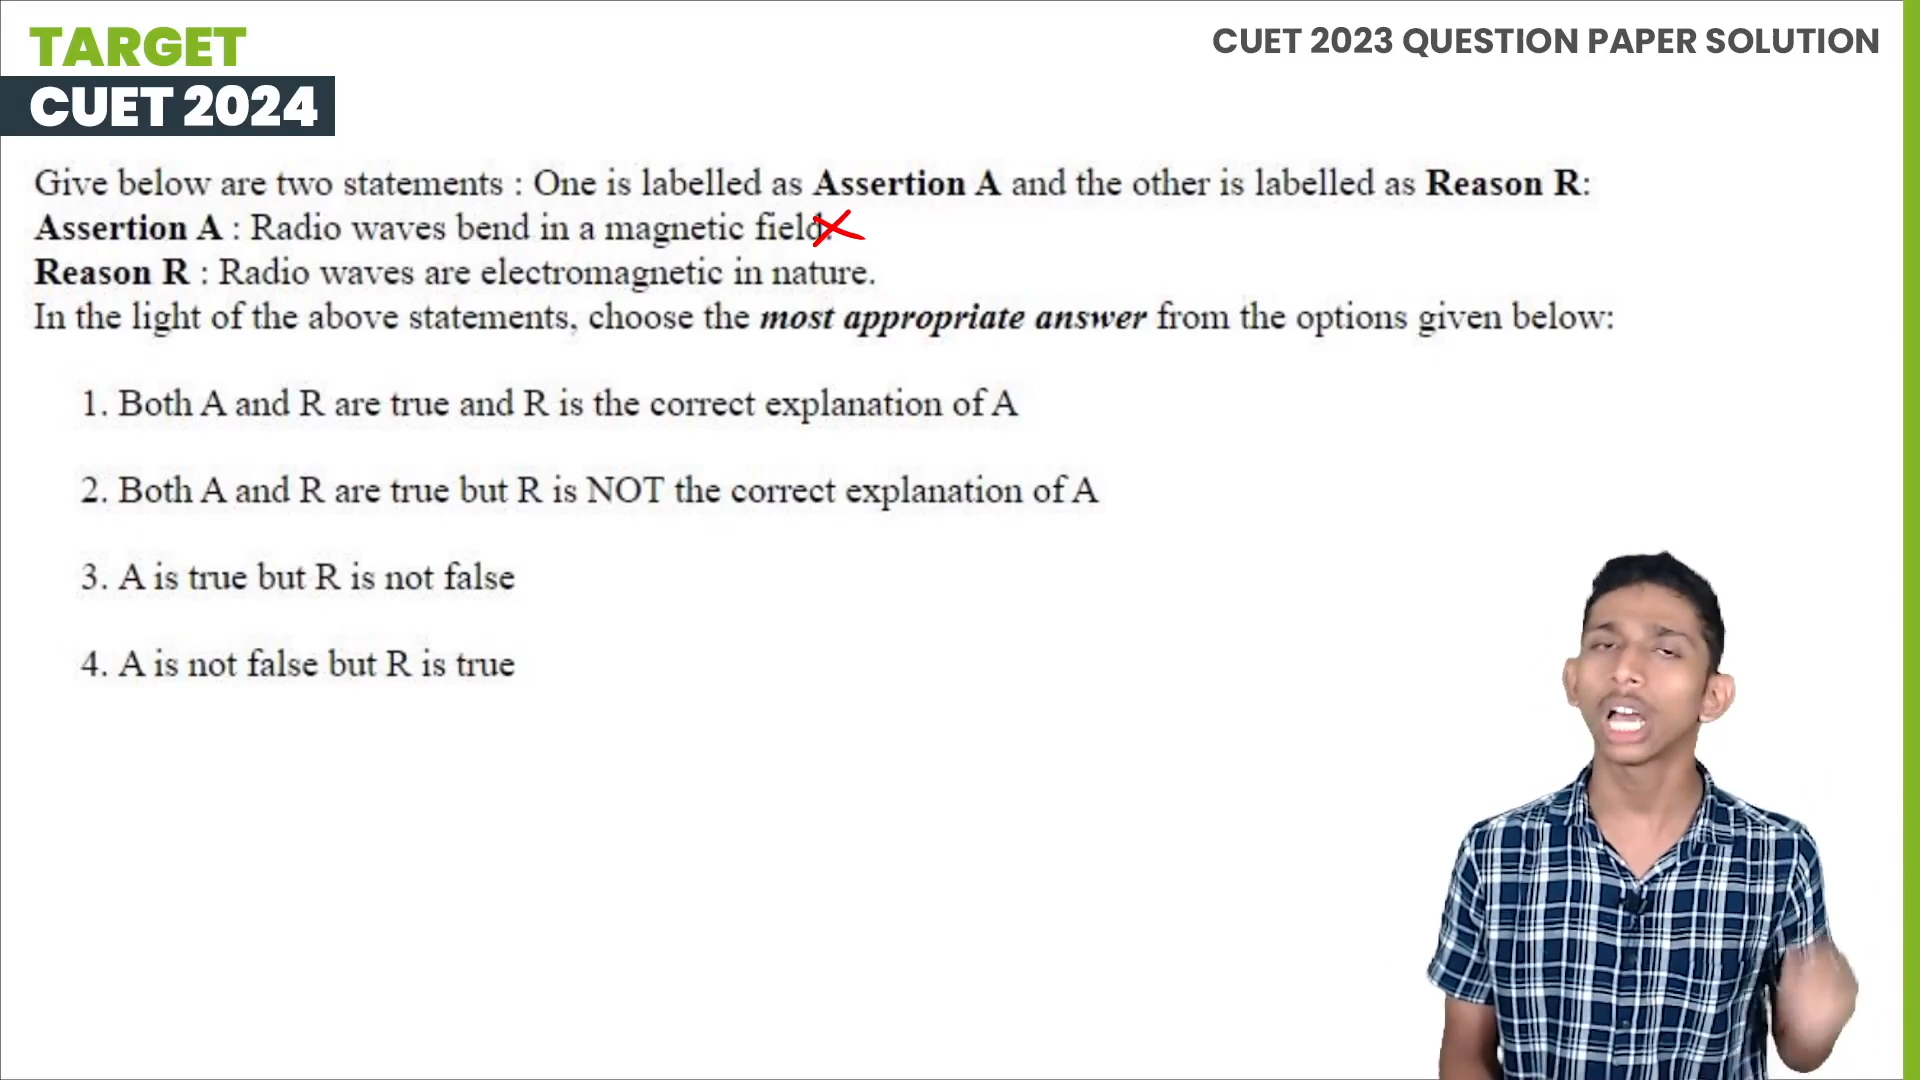 TARGET
CUET 2024
CUET 2023 QUESTION PAPER SOLUTION
Give below are two statements : One is labelled as Assertion A and the other is labelled as Reason R:
Assertion A : Radio waves bend in a magnetic field.
Reason R : Radio waves are electromagnetic in nature.
In the light of the above statements, choose the most appropriate answer from the options given below:
1. Both A and R are true and R is the correct explanation of A
2. Both A and R are true but R is NOT the correct explanation of A
3. A is true but R is not false
4. A is not false but R is true